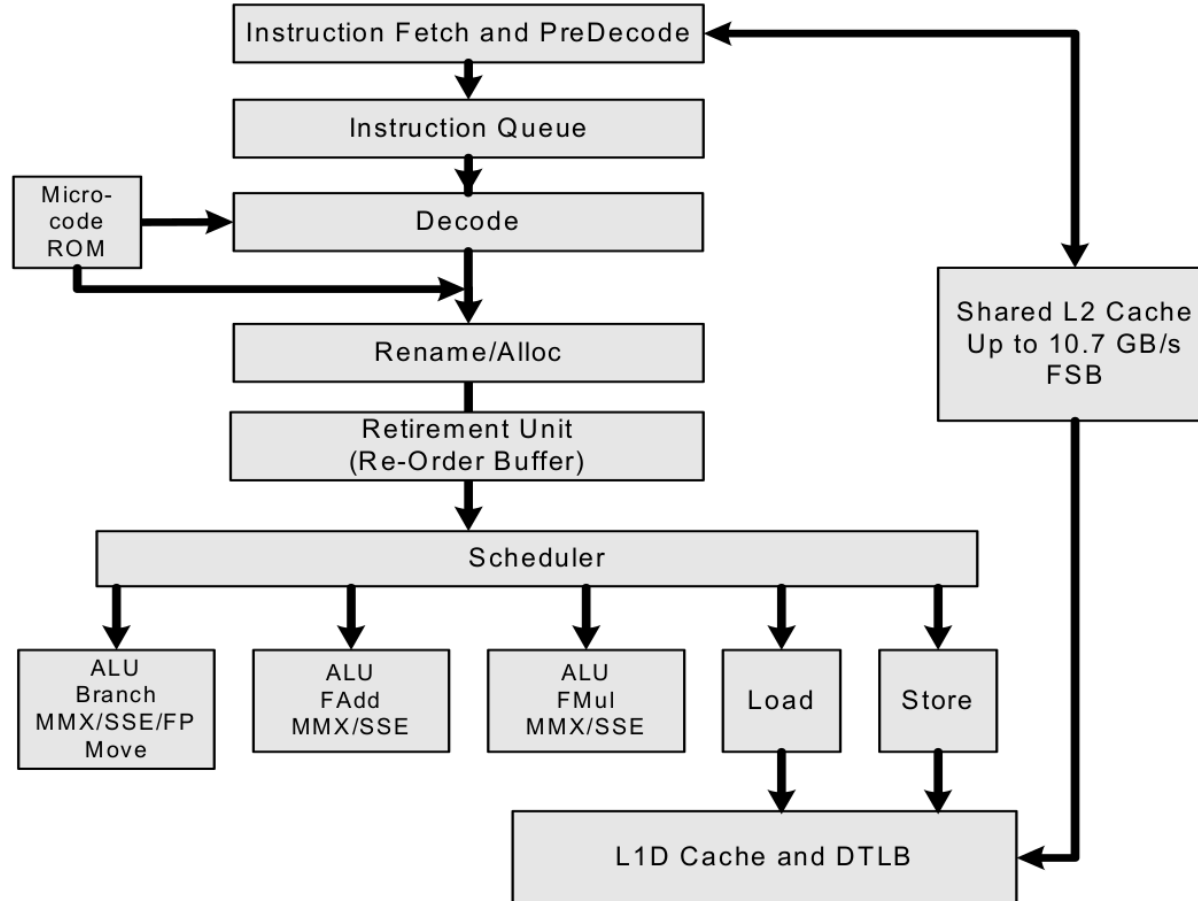 Instruction Fetch and PreDecode
Instruction Queue
Micro-
code
ROM
Decode
Shared L2 Cache
Up to 10.7 GB/s
FSB
Rename/Alloc
Retirement Unit
(Re-Order Buffer)
Scheduler
ALU
Branch
MMX/SSE/FP
Move
ALU
FAdd
MMX/SSE
ALU
FMul
MMX/SSE
Load
Store
L1D Cache and DTLB